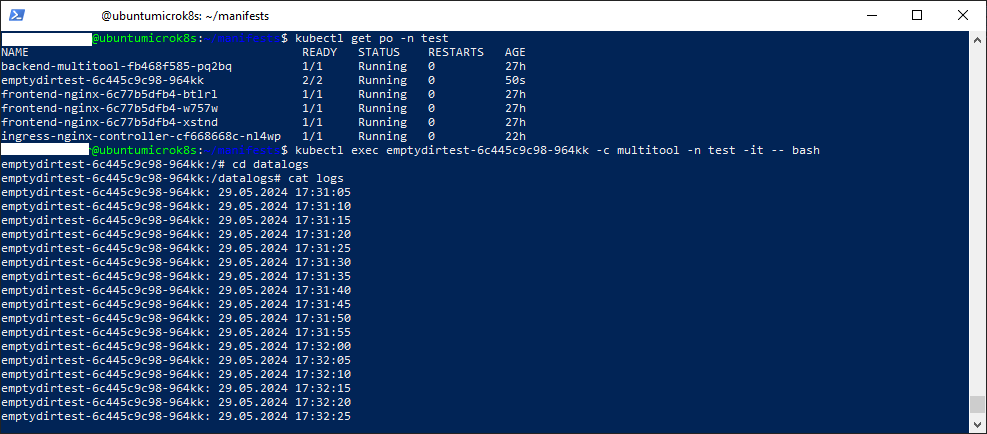 @ubuntumicrok8s: ~/manifests
@ubuntumicrok8s:~/manifests$ kubectl get po -n test
NAME READY STATUS RESTARTS AGE
backend-multitool-fb468f585-pq2bq 1/1 Running 0 27h
emptydirtest-6c445c9c98-964kk 2/2 Running 0 50s
frontend-nginx-6c77b5dfb4-btlrl 1/1 Running 0 27h
frontend-nginx-6c77b5dfb4-w757w 1/1 Running 0 27h
frontend-nginx-6c77b5dfb4-xstnd 1/1 Running 0 27h
ingress-nginx-controller-cf668668c-nl4wp 1/1 Running 0 22h
@ubuntumicrok8s:~/manifests$ kubectl exec emptydirtest-6c445c9c98-964kk -c multitool -n test -it -- bash
emptydirtest-6c445c9c98-964kk:/# cd datalogs
emptydirtest-6c445c9c98-964kk:/datalogs# cat logs
emptydirtest-6c445c9c98-964kk: 29.05.2024 17:31:05
emptydirtest-6c445c9c98-964kk: 29.05.2024 17:31:10
emptydirtest-6c445c9c98-964kk: 29.05.2024 17:31:15
emptydirtest-6c445c9c98-964kk: 29.05.2024 17:31:20
emptydirtest-6c445c9c98-964kk: 29.05.2024 17:31:25
emptydirtest-6c445c9c98-964kk: 29.05.2024 17:31:30
emptydirtest-6c445c9c98-964kk: 29.05.2024 17:31:35
emptydirtest-6c445c9c98-964kk: 29.05.2024 17:31:40
emptydirtest-6c445c9c98-964kk: 29.05.2024 17:31:45
emptydirtest-6c445c9c98-964kk: 29.05.2024 17:31:50
emptydirtest-6c445c9c98-964kk: 29.05.2024 17:31:55
emptydirtest-6c445c9c98-964kk: 29.05.2024 17:32:00
emptydirtest-6c445c9c98-964kk: 29.05.2024 17:32:05
emptydirtest-6c445c9c98-964kk: 29.05.2024 17:32:10
emptydirtest-6c445c9c98-964kk: 29.05.2024 17:32:15
emptydirtest-6c445c9c98-964kk: 29.05.2024 17:32:20
emptydirtest-6c445c9c98-964kk: 29.05.2024 17:32:25